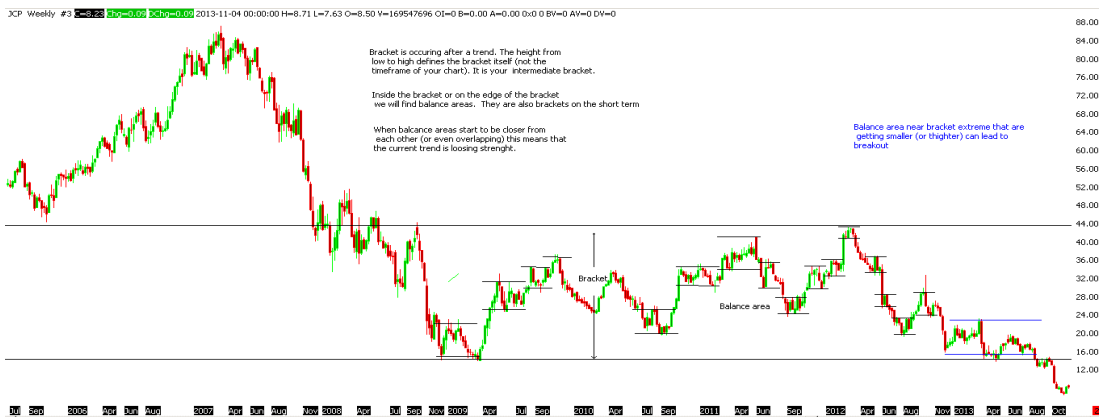 JCP Weekly #3 C=8.23 Chg=0.09 DChg=0.09 2013-11-04 00:00:00 H=8.71 L=7.63 O=8.50 V=169547696 OI=0 B=0.00 A=0.00 0x0 0 BV=0 AV=0 DV=0
88.00
Bracket is occuring after a trend. The height from
low to high defines the bracket itself (not the
timeframe of your chart). It is your intermediate bracket.
84.00
80.00
76.00
Inside the bracket or on the edge of the bracket
we will find balance areas. They are also brackets on the short term
72.00
68.00
When balcance areas start to be closer from
each other (or even overlapping) this means that
the current trend is loosing strenght.
Balance area near bracket extreme that are
getting smaller (or thighter) can lead to
breakout
64.00
60.00
56.00
52.00
48.00
44.00
40.00
36.00
32.00
Bracket
28.00
Balance area
24.00
20.00
16.00
12.00
Jul Sep 2006 Apr Jun Aug 2007 Apr Jun Aug 2008 Apr Jul Sep Nov 2009 Apr Jul Sep 2010 Apr Jul Sep 2011 Apr Jun Aug 2012 Apr Jun Aug Nov 2013 Apr Jun Aug Oct